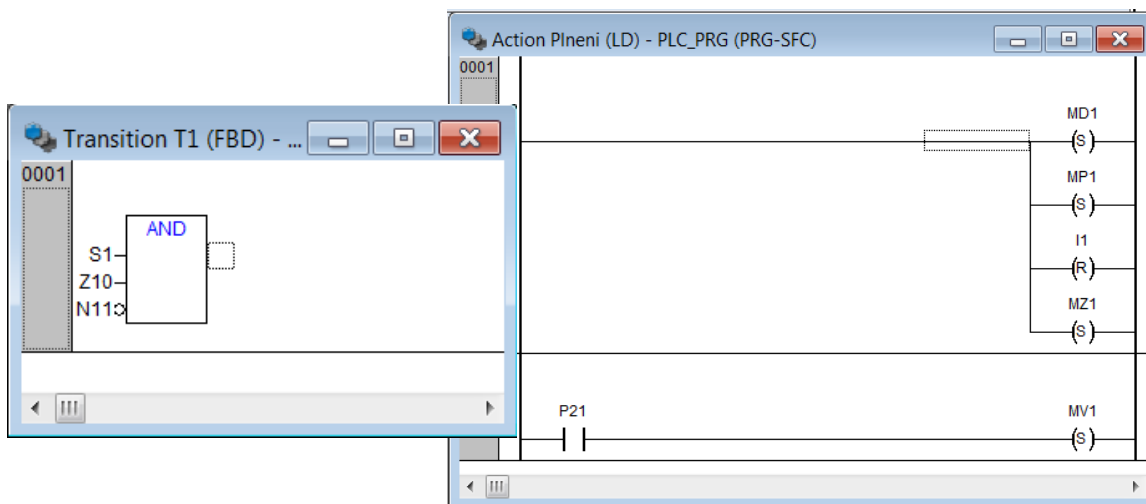 Action Plneni (LD) - PLC_PRG (PRG-SFC)
0001
MD1
(S)
MP1
(S)
I1
(R)
MZ1
(S)
P21
MV1
(S)
Transition T1 (FBD) - ...
0001
AND
S1
Z10
N11